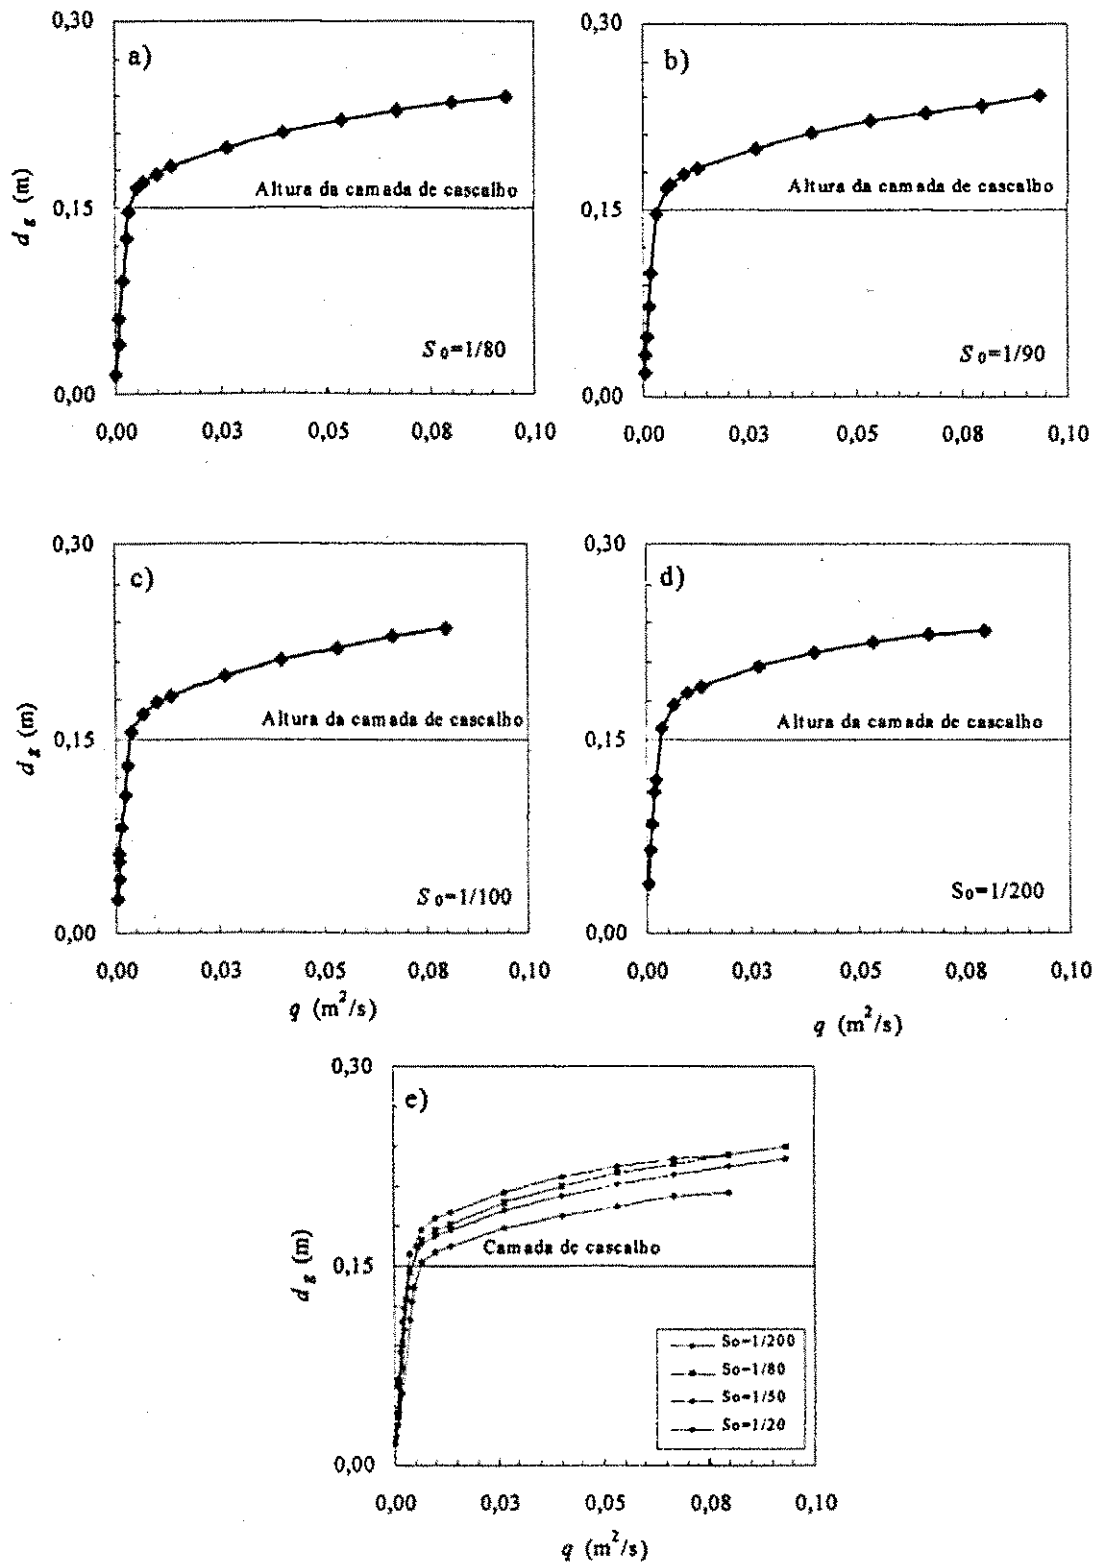 0,30
a)
d g (m)
Altura da camada de cascalho
0,15
S 0=1/80
0,00
0,00 0,03 0,05 0,08 0,10
0,30
b)
Altura da camada de cascalho
0,15
S 0=1/90
0,00
0,00 0,03 0,05 0,08 0,10
0,30
c)
d g (m)
Altura da camada de cascalho
0,15
S 0=1/100
0,00
0,00 0,03 0,05 0,08 0,10
q (m²/s)
0,30
d)
Altura da camada de cascalho
0,15
S0=1/200
0,00
0,00 0,03 0,05 0,08 0,10
q (m²/s)
0,30
e)
d g (m)
Camada de cascalho
0,15
So=1/200
So=1/80
So=1/50
So=1/20
0,00
0,00 0,03 0,05 0,08 0,10
q (m²/s)